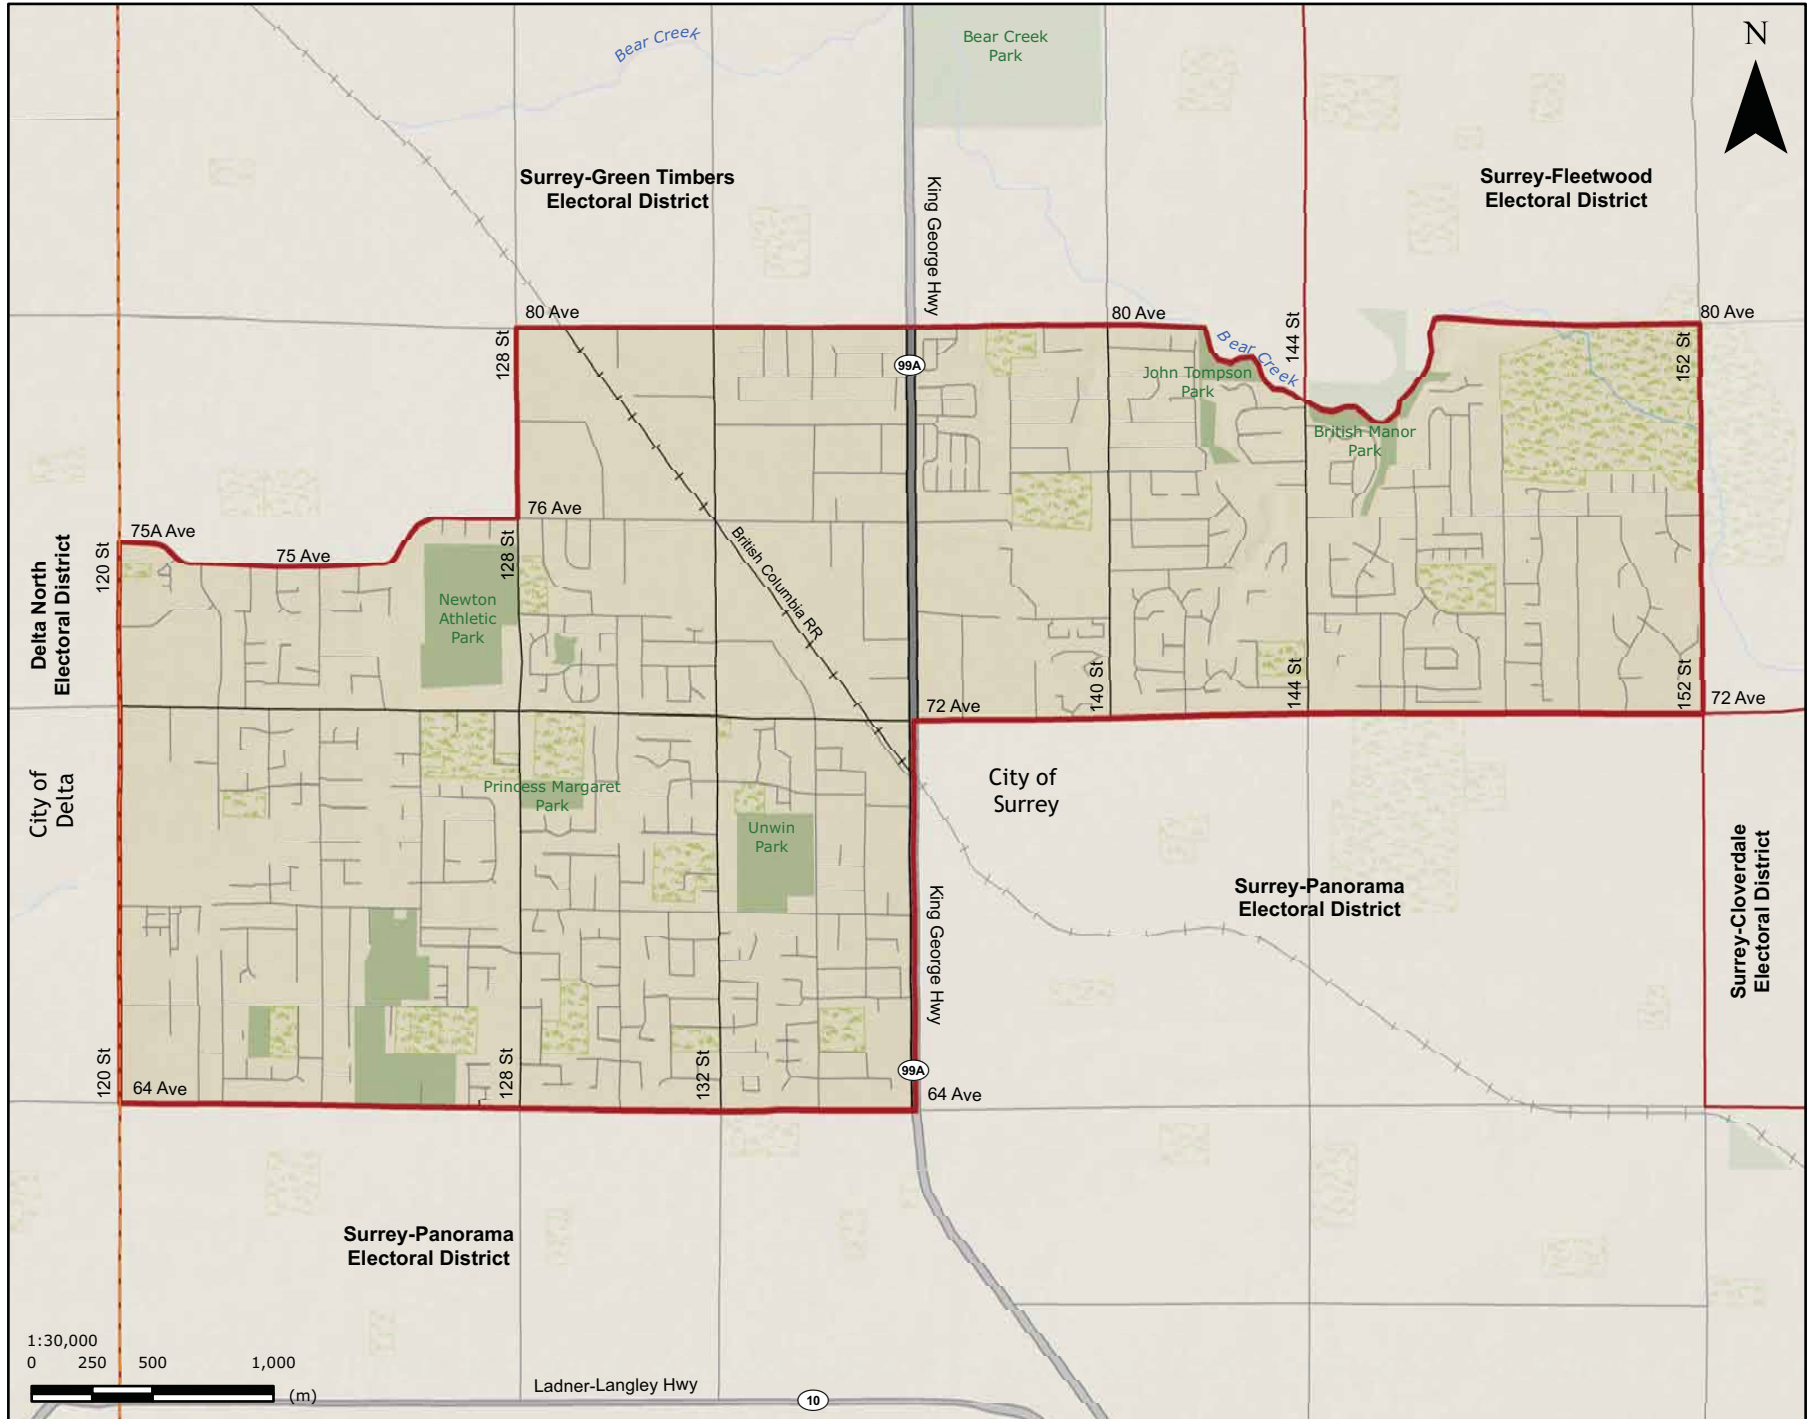 Bear Creek
Bear Creek
Park
N
Surrey-Green Timbers
Electoral District
King George Hwy
Surrey-Fleetwood
Electoral District
80 Ave
80 Ave
80 Ave
128 St
99A
144 St
Bear Creek
152 St
John Tompson
Park
British Manor
Park
76 Ave
75A Ave
75 Ave
120 St
128 St
British Columbia RR
Delta North
Electoral District
Newton
Athletic
Park
140 St
144 St
152 St
72 Ave
72 Ave
City of
Delta
Princess Margaret
Park
City of
Surrey
Unwin
Park
Surrey-Panorama
Electoral District
Surrey-Cloverdale
Electoral District
King George Hwy
120 St
128 St
132 St
99A
64 Ave
64 Ave
Surrey-Panorama
Electoral District
1:30,000
0 250 500 1,000
(m)
Ladner-Langley Hwy
10